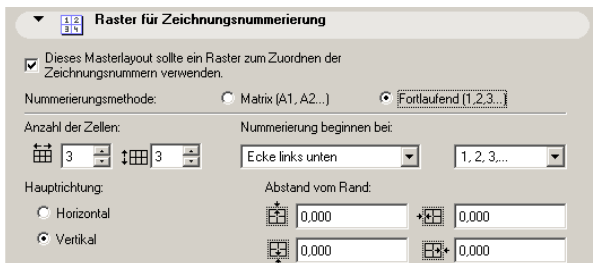 Raster für Zeichnungsnummerierung
Dieses Masterlayout sollte ein Raster zum Zuordnen der
Zeichnungsnummern verwenden.
Nummerierungsmethode: Matrix (A1, A2...) Fortlaufend (1,2,3...)
Anzahl der Zellen: Nummerierung beginnen bei:
3 3 Ecke links unten 1, 2, 3,...
Hauptrichtung: Abstand vom Rand:
Horizontal 0,000 0,000
Vertikal 0,000 0,000